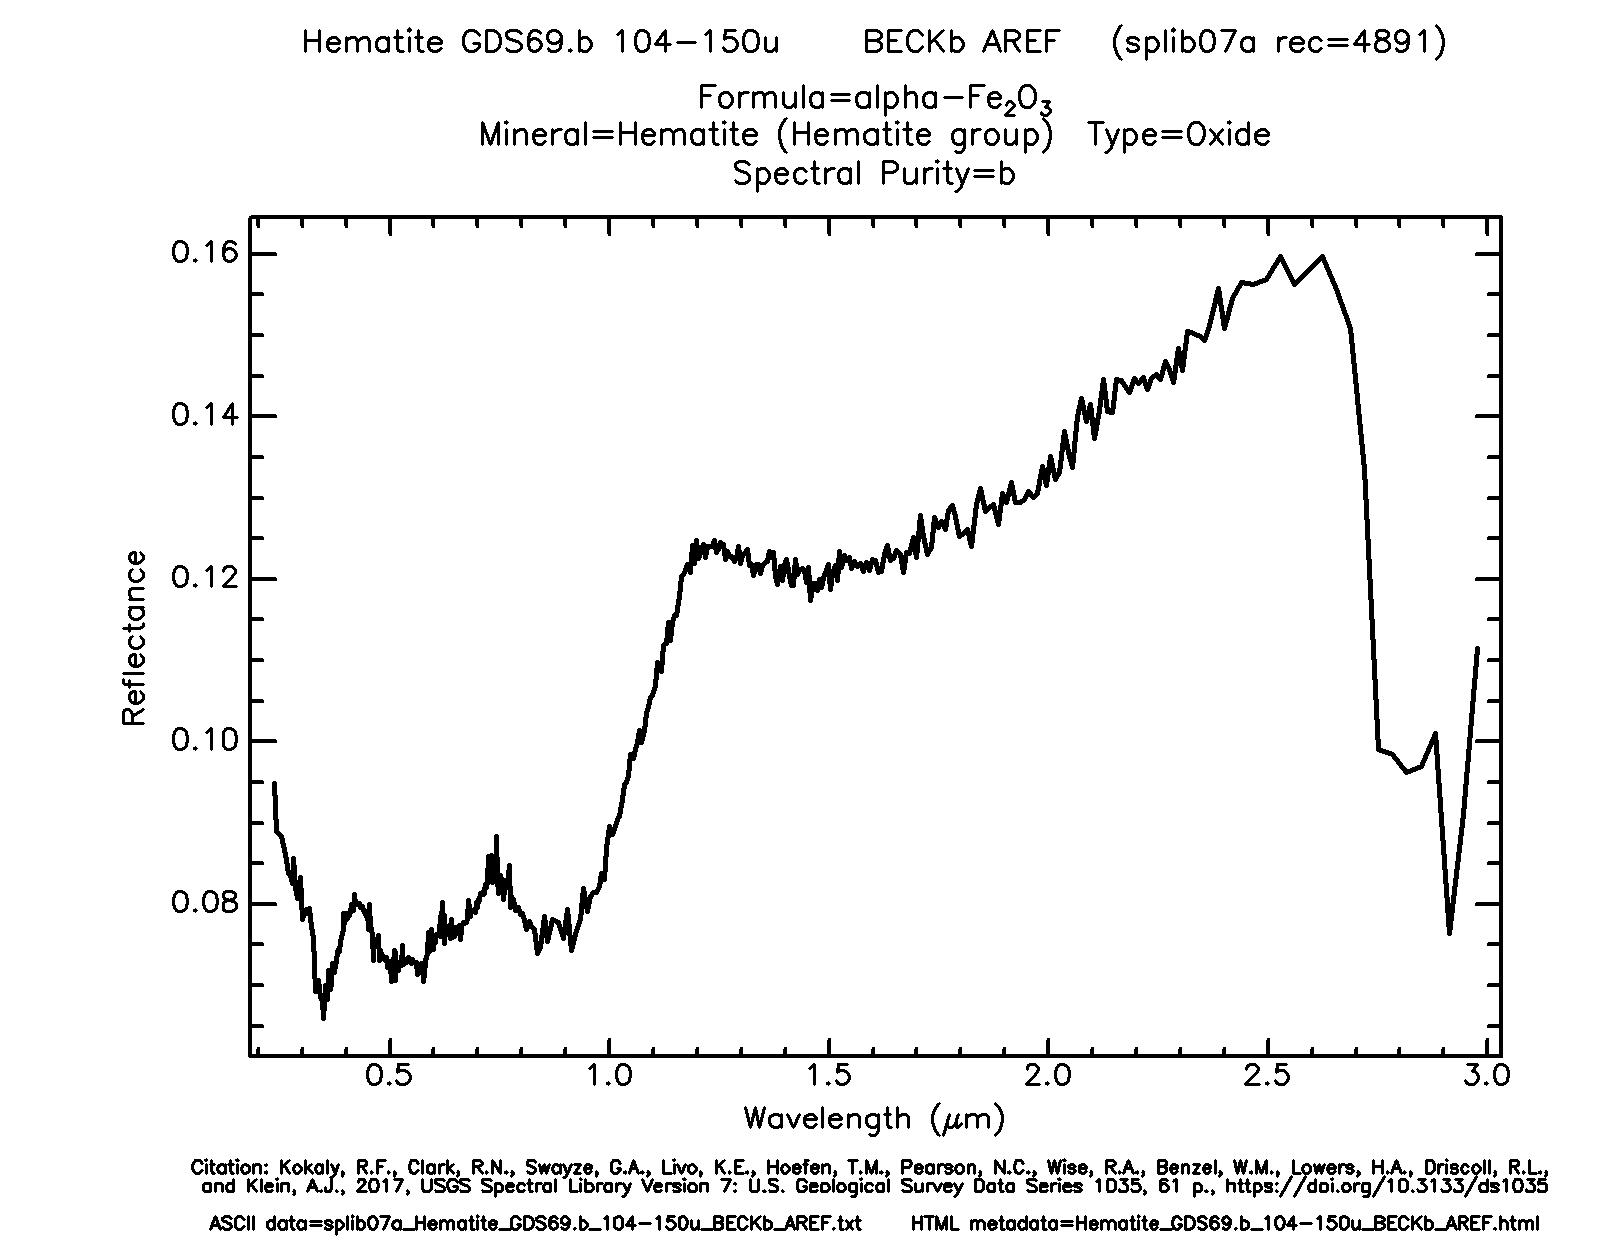 Hematite GDS69.b 104-150u BECKb AREF (splib07a rec=4891)
Formula=alpha-Fe2O3
Mineral=Hematite (Hematite group) Type=Oxide
Spectral Purity=b
0.16
0.14
0.12
0.10
0.08
Reflectance
0.5 1.0 1.5 2.0 2.5 3.0
Wavelength (μm)
Citation: Kokaly, R.F., Clark, R.N., Swayze, G.A., Livo, K.E., Hoefen, T.M., Pearson, N.C., Wise, R.A., Benzel, W.M., Lowers, H.A., Driscoll, R.L.,
and Klein, A.J., 2017, USGS Spectral Library Version 7: U.S. Geological Survey Data Series 1035, 61 p., https://doi.org/10.3133/ds1035
ASCII data=splib07a_Hematite_GDS69.b_104-150u_BECKb_AREF.txt HTML metadata=Hematite_GDS69.b_104-150u_BECKb_AREF.html